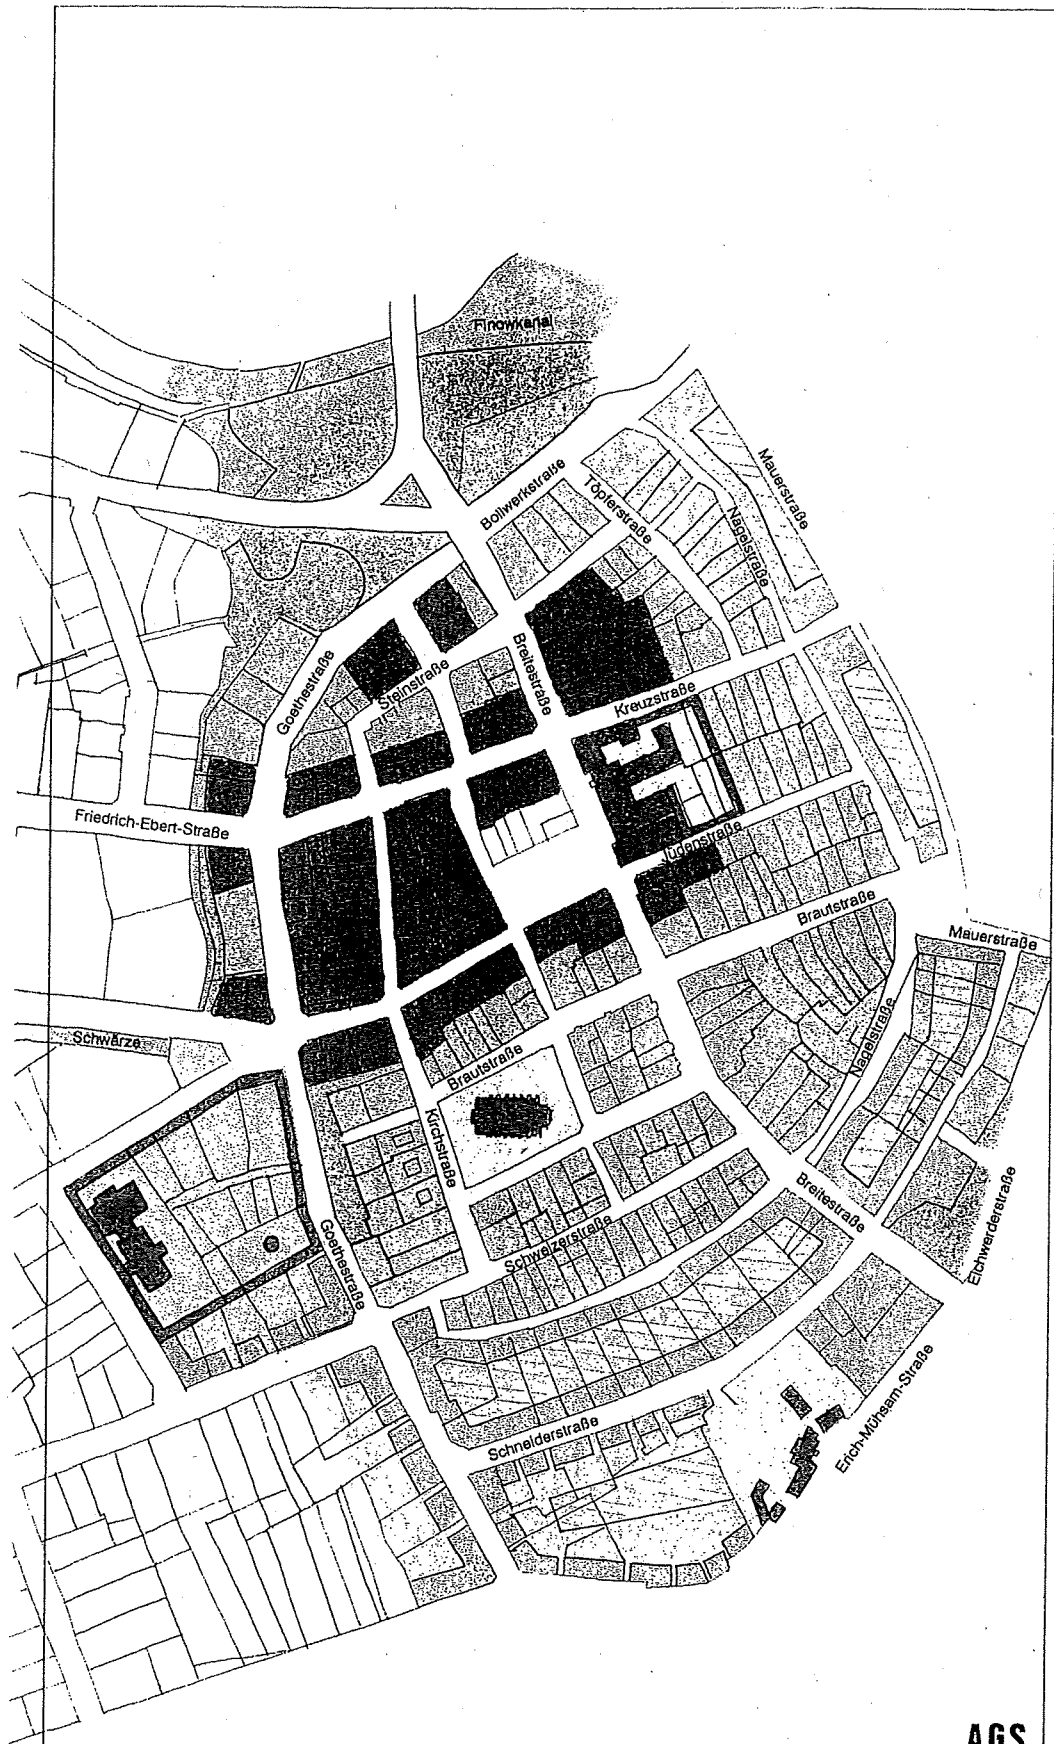 Finowkanal
Bollwerkstraße
Töpferstraße
Mauerstraße
Nagelstraße
Goethestraße
Steinstraße
Breitestraße
Kreuzstraße
Friedrich-Ebert-Straße
Judenstraße
Brautstraße
Mauerstraße
Schwärze
Brautstraße
Nagelstraße
Kirchstraße
Breitestraße
Eichwerderstraße
Goethestraße
Schweizerstraße
Erich-Mühsam-Straße
Schneiderstraße
AGS